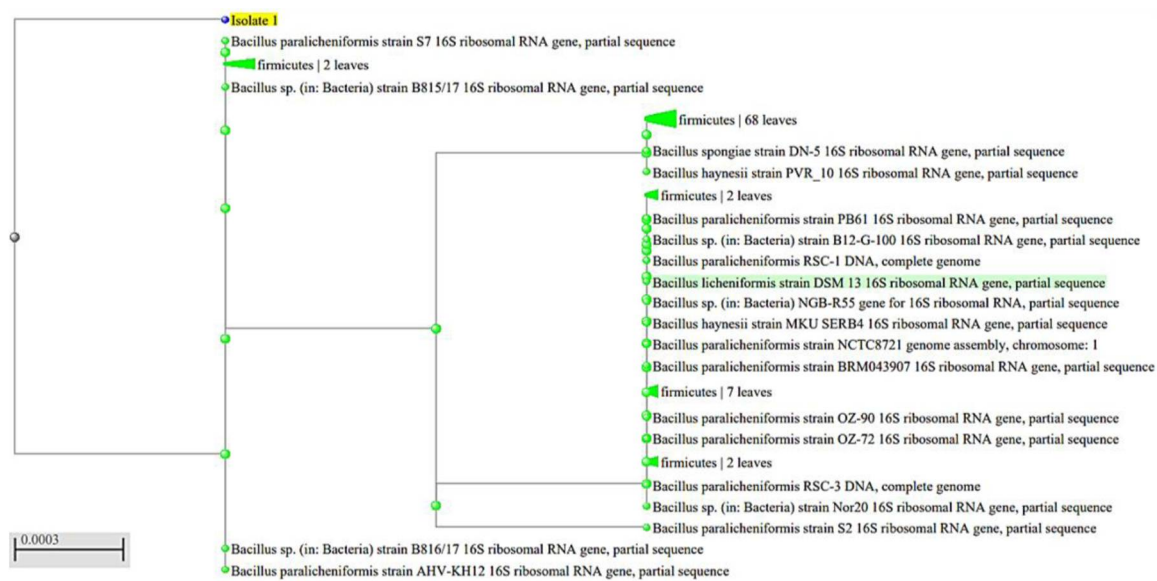 Isolate 1
Bacillus paralicheniformis strain S7 16S ribosomal RNA gene, partial sequence
firmicutes | 2 leaves
Bacillus sp. (in: Bacteria) strain B815/17 16S ribosomal RNA gene, partial sequence
firmicutes | 68 leaves
Bacillus spongiae strain DN-5 16S ribosomal RNA gene, partial sequence
Bacillus haynesii strain PVR_10 16S ribosomal RNA gene, partial sequence
firmicutes | 2 leaves
Bacillus paralicheniformis strain PB61 16S ribosomal RNA gene, partial sequence
Bacillus sp. (in: Bacteria) strain B12-G-100 16S ribosomal RNA gene, partial sequence
Bacillus paralicheniformis RSC-1 DNA, complete genome
Bacillus licheniformis strain DSM 13 16S ribosomal RNA gene, partial sequence
Bacillus sp. (in: Bacteria) NGB-R55 gene for 16S ribosomal RNA, partial sequence
Bacillus haynesii strain MKU SERB4 16S ribosomal RNA gene, partial sequence
Bacillus paralicheniformis strain NCTC8721 genome assembly, chromosome: 1
Bacillus paralicheniformis strain BRM043907 16S ribosomal RNA gene, partial sequence
firmicutes | 7 leaves
Bacillus paralicheniformis strain OZ-90 16S ribosomal RNA gene, partial sequence
Bacillus paralicheniformis strain OZ-72 16S ribosomal RNA gene, partial sequence
firmicutes | 2 leaves
Bacillus paralicheniformis RSC-3 DNA, complete genome
Bacillus sp. (in: Bacteria) strain Nor20 16S ribosomal RNA gene, partial sequence
Bacillus paralicheniformis strain S2 16S ribosomal RNA gene, partial sequence
0.0003
Bacillus sp. (in: Bacteria) strain B816/17 16S ribosomal RNA gene, partial sequence
Bacillus paralicheniformis strain AHV-KH12 16S ribosomal RNA gene, partial sequence